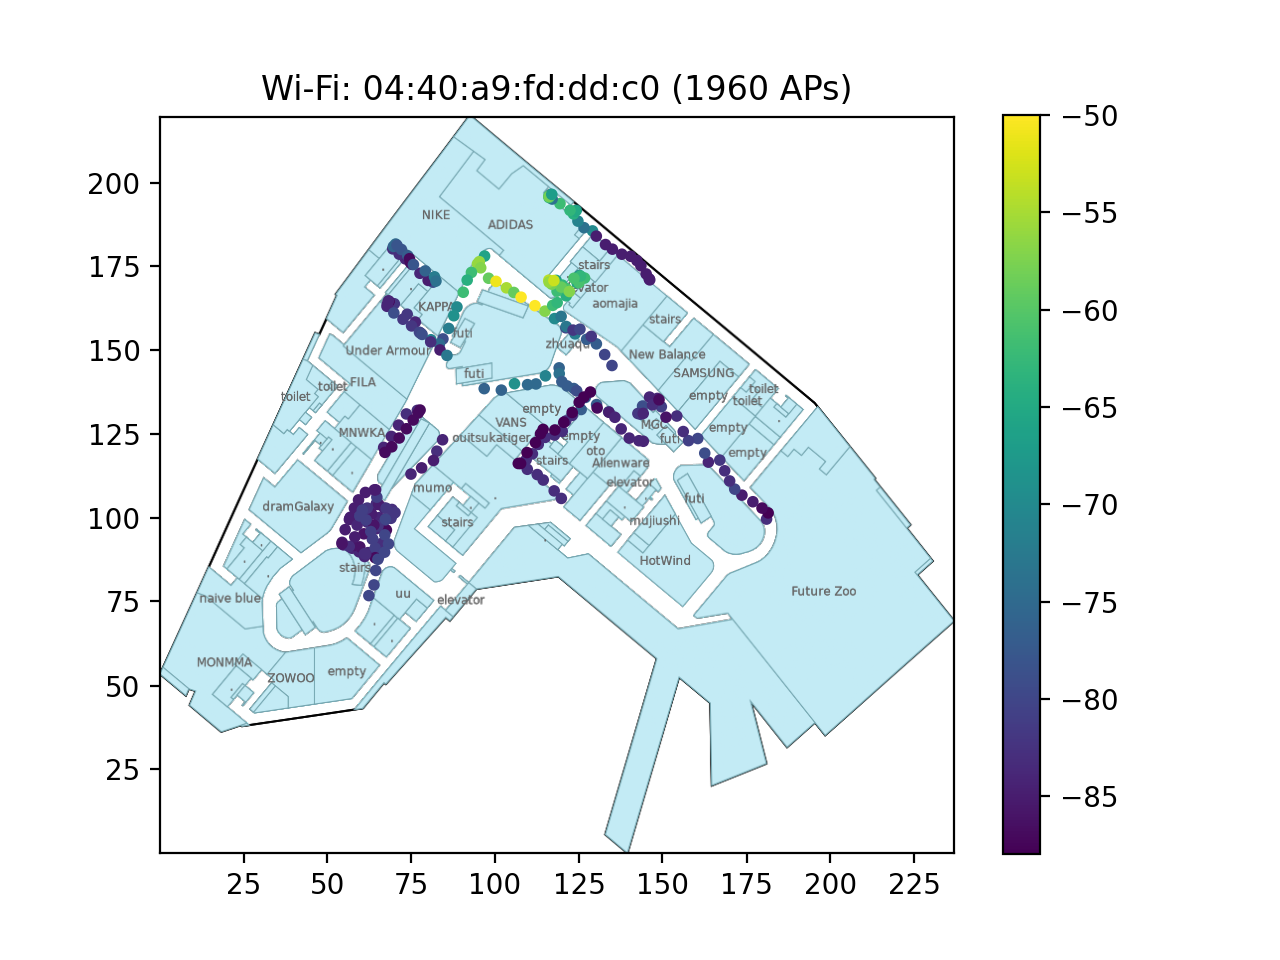 Wi-Fi: 04:40:a9:fd:dd:c0 (1960 APs)
−50
200
NIKE
ADIDAS
−55
175
stairs
KAPPA
aomajia
−60
stairs
futi
150
Under Armour
New Balance
−65
futi
SAMSUNG
toilet
FILA
toilet
toilet
empty
toilet
empty
VANS
MGC
125
MNWKA
ouitsukatiger
empty
futi
empty
−70
oto
empty
stairs
Alienware
mumo
elevator
futi
dramGalaxy
100
stairs
mujiushi
−75
HotWind
stairs
Future Zoo
naive blue
uu
elevator
75
−80
MONMMA
empty
ZOWOO
50
−85
25
25
50
75
100
125
150
175
200
225